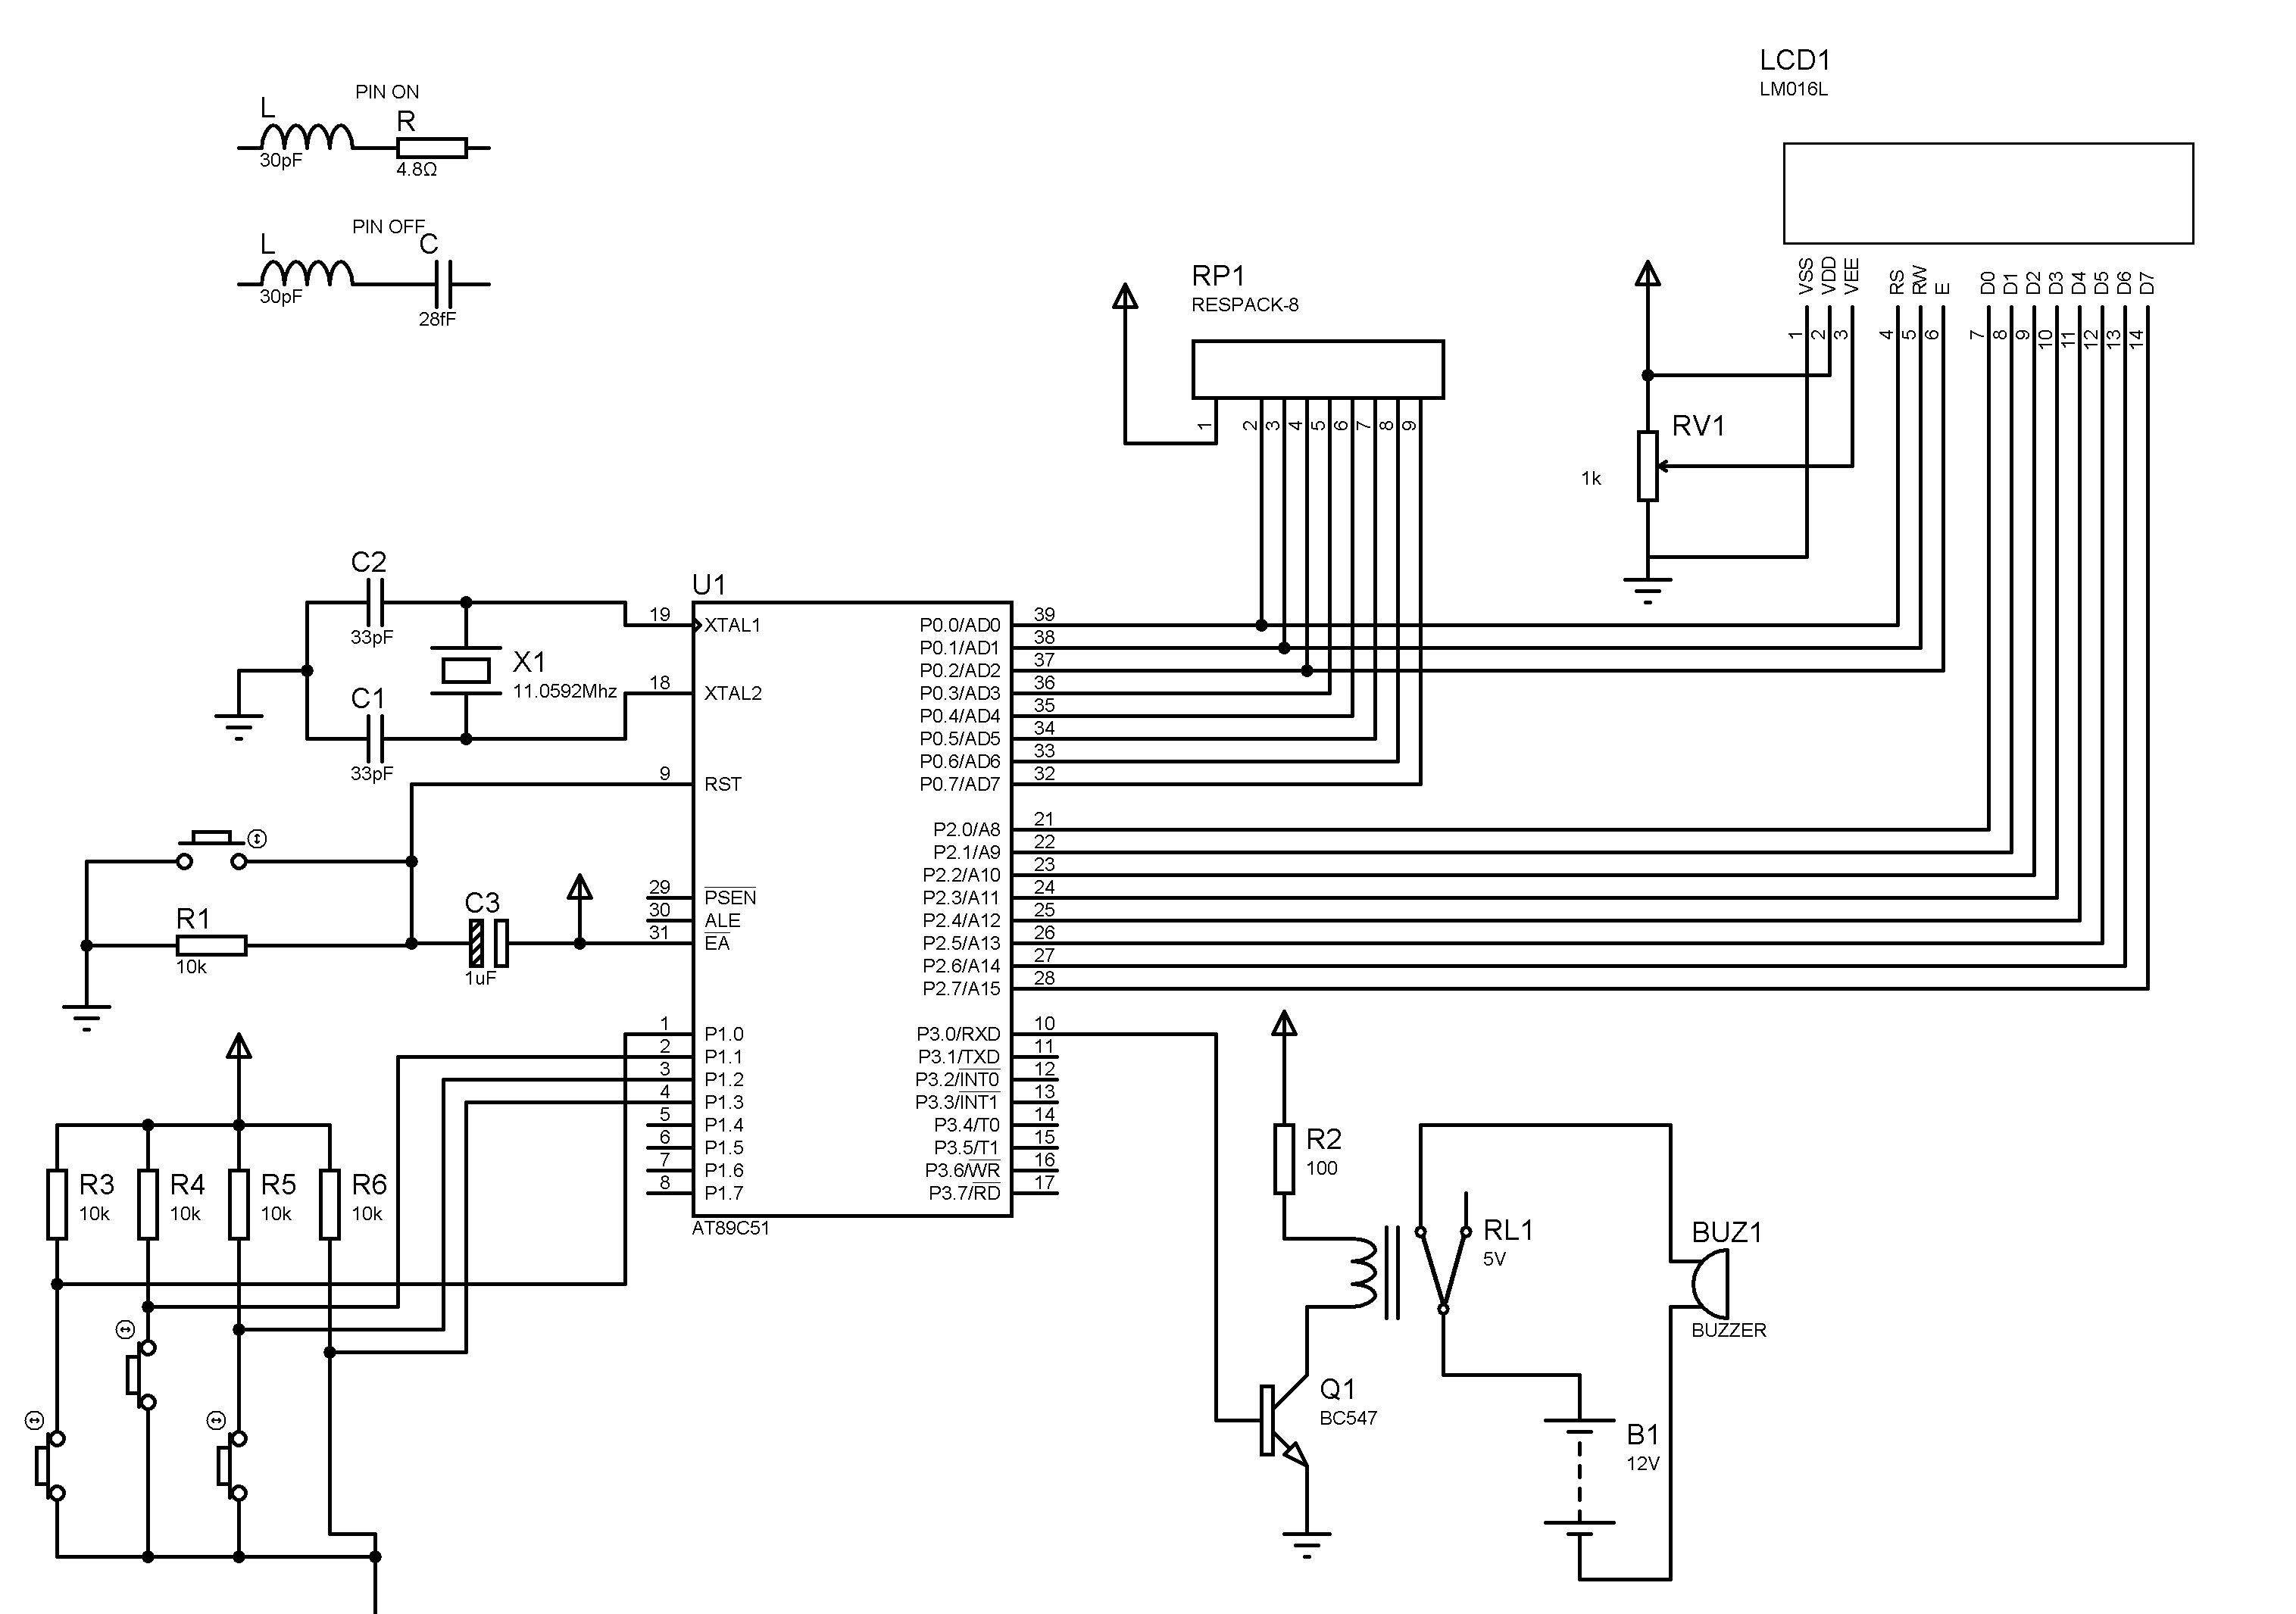 LCD1
LM016L
PIN ON
L
R
30pF
4.8Ω
PIN OFF
L
C
30pF
28fF
RP1
RESPACK-8
1
2
3
4
5
6
7
8
9
VSS
VDD
VEE
RS
RW
E
D0
D1
D2
D3
D4
D5
D6
D7
1
2
3
4
5
6
7
8
9
10
11
12
13
14
RV1
1k
C2
33pF
X1
11.0592Mhz
C1
33pF
U1
19
XTAL1
18
XTAL2
9
RST
29
PSEN
30
ALE
31
EA
1
P1.0
2
P1.1
3
P1.2
4
P1.3
5
P1.4
6
P1.5
7
P1.6
8
P1.7
P0.0/AD0
39
P0.1/AD1
38
P0.2/AD2
37
P0.3/AD3
36
P0.4/AD4
35
P0.5/AD5
34
P0.6/AD6
33
P0.7/AD7
32
P2.0/A8
21
P2.1/A9
22
P2.2/A10
23
P2.3/A11
24
P2.4/A12
25
P2.5/A13
26
P2.6/A14
27
P2.7/A15
28
P3.0/RXD
10
P3.1/TXD
11
P3.2/INT0
12
P3.3/INT1
13
P3.4/T0
14
P3.5/T1
15
P3.6/WR
16
P3.7/RD
17
AT89C51
R1
10k
C3
1uF
R3
10k
R4
10k
R5
10k
R6
10k
R2
100
RL1
5V
BUZ1
BUZZER
Q1
BC547
B1
12V